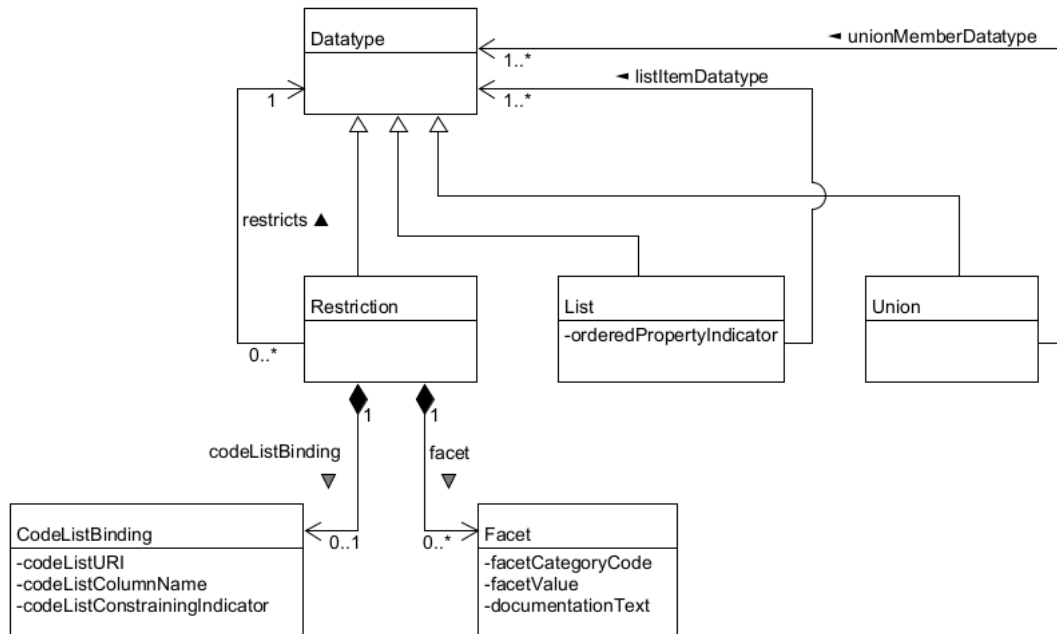 Datatype
◄ unionMemberDatatype
1..*
◄ listItemDatatype
1
1..*
restricts ▲
Restriction
List
-orderedPropertyIndicator
Union
0..*
1
1
codeListBinding
▼
facet
▼
CodeListBinding
-codeListURI
-codeListColumnName
-codeListConstrainingIndicator
0..1
0..*
Facet
-facetCategoryCode
-facetValue
-documentationText